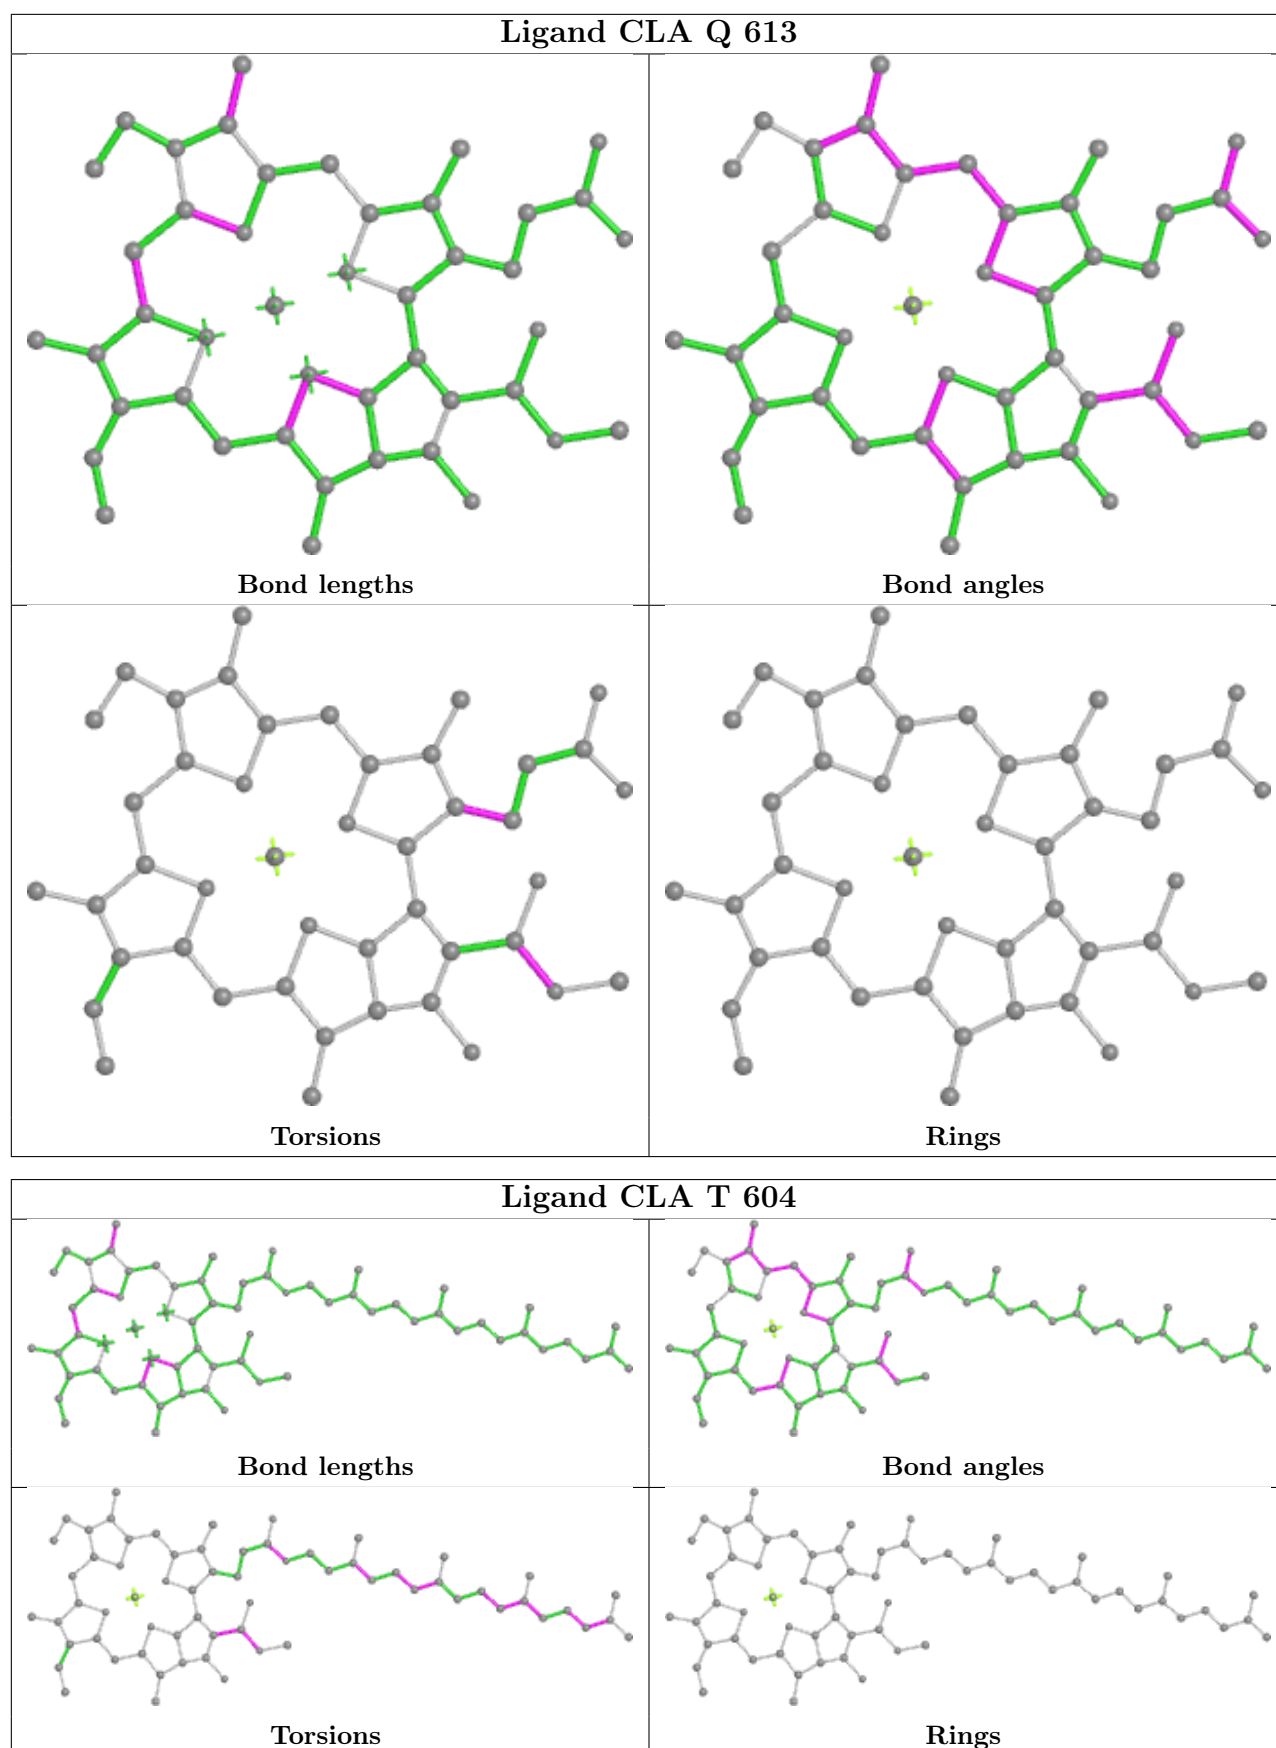 Ligand CLA Q 613
Bond lengths
Bond angles
Torsions
Rings
Ligand CLA T 604
Bond lengths
Bond angles
Torsions
Rings